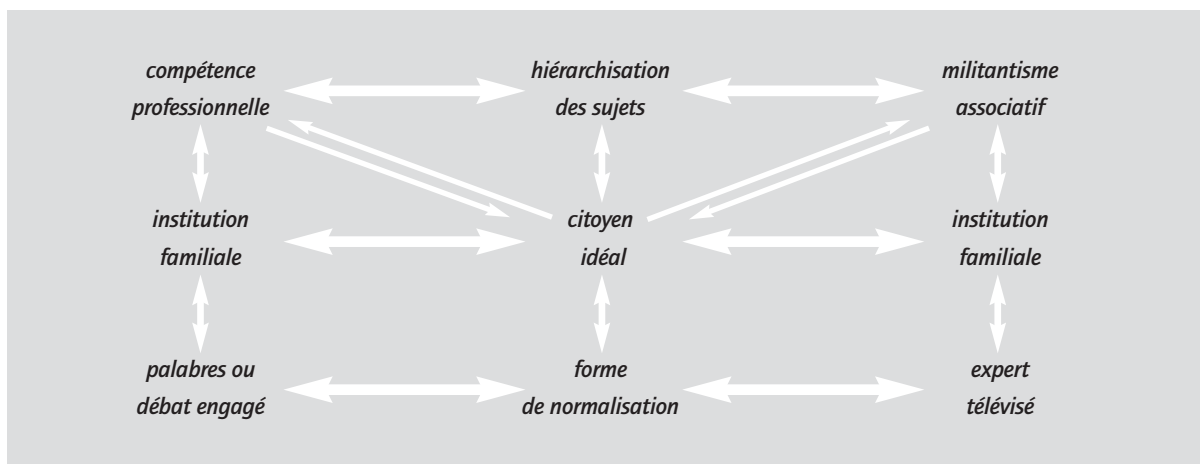 compétence
professionnelle
hiérarchisation
des sujets
militantisme
associatif
institution
familiale
citoyen
idéal
institution
familiale
palabres ou
débat engagé
forme
de normalisation
expert
télévisé